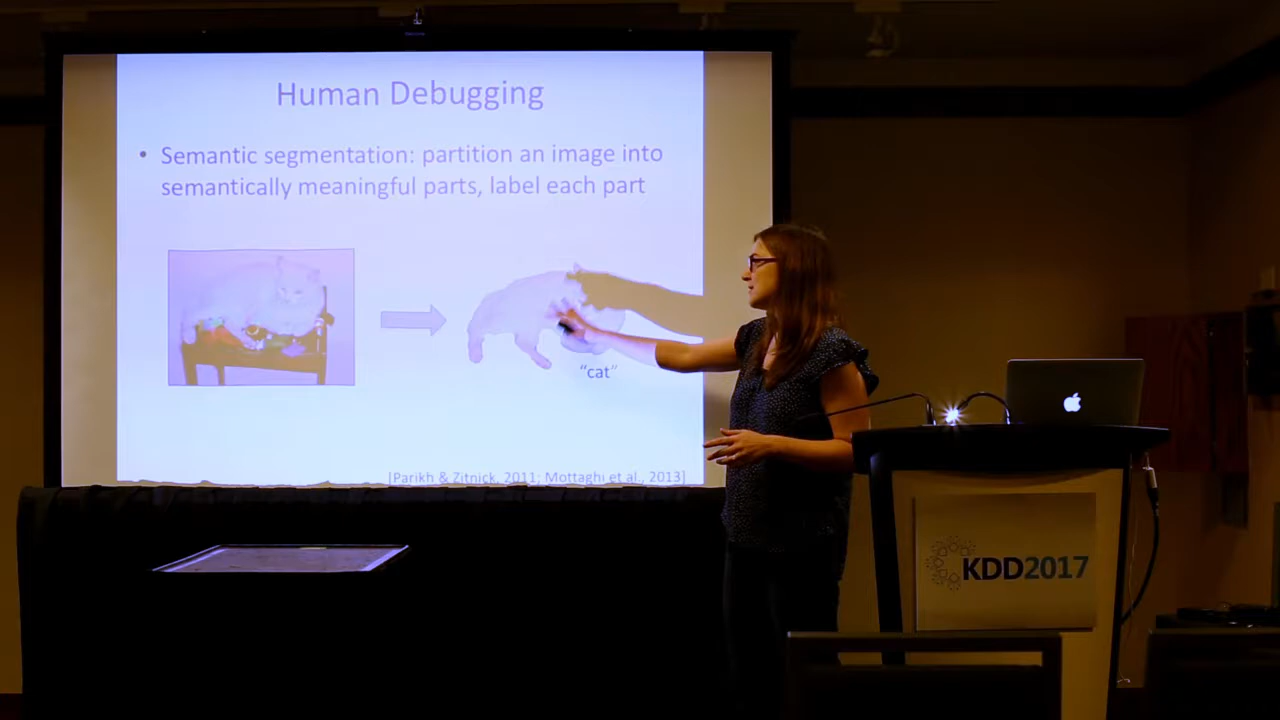 Human Debugging
• Semantic segmentation: partition an image into
semantically meaningful parts, label each part
“cat”
[Parikh & Zitnick, 2011; Mottaghi et al., 2013]
KDD2017